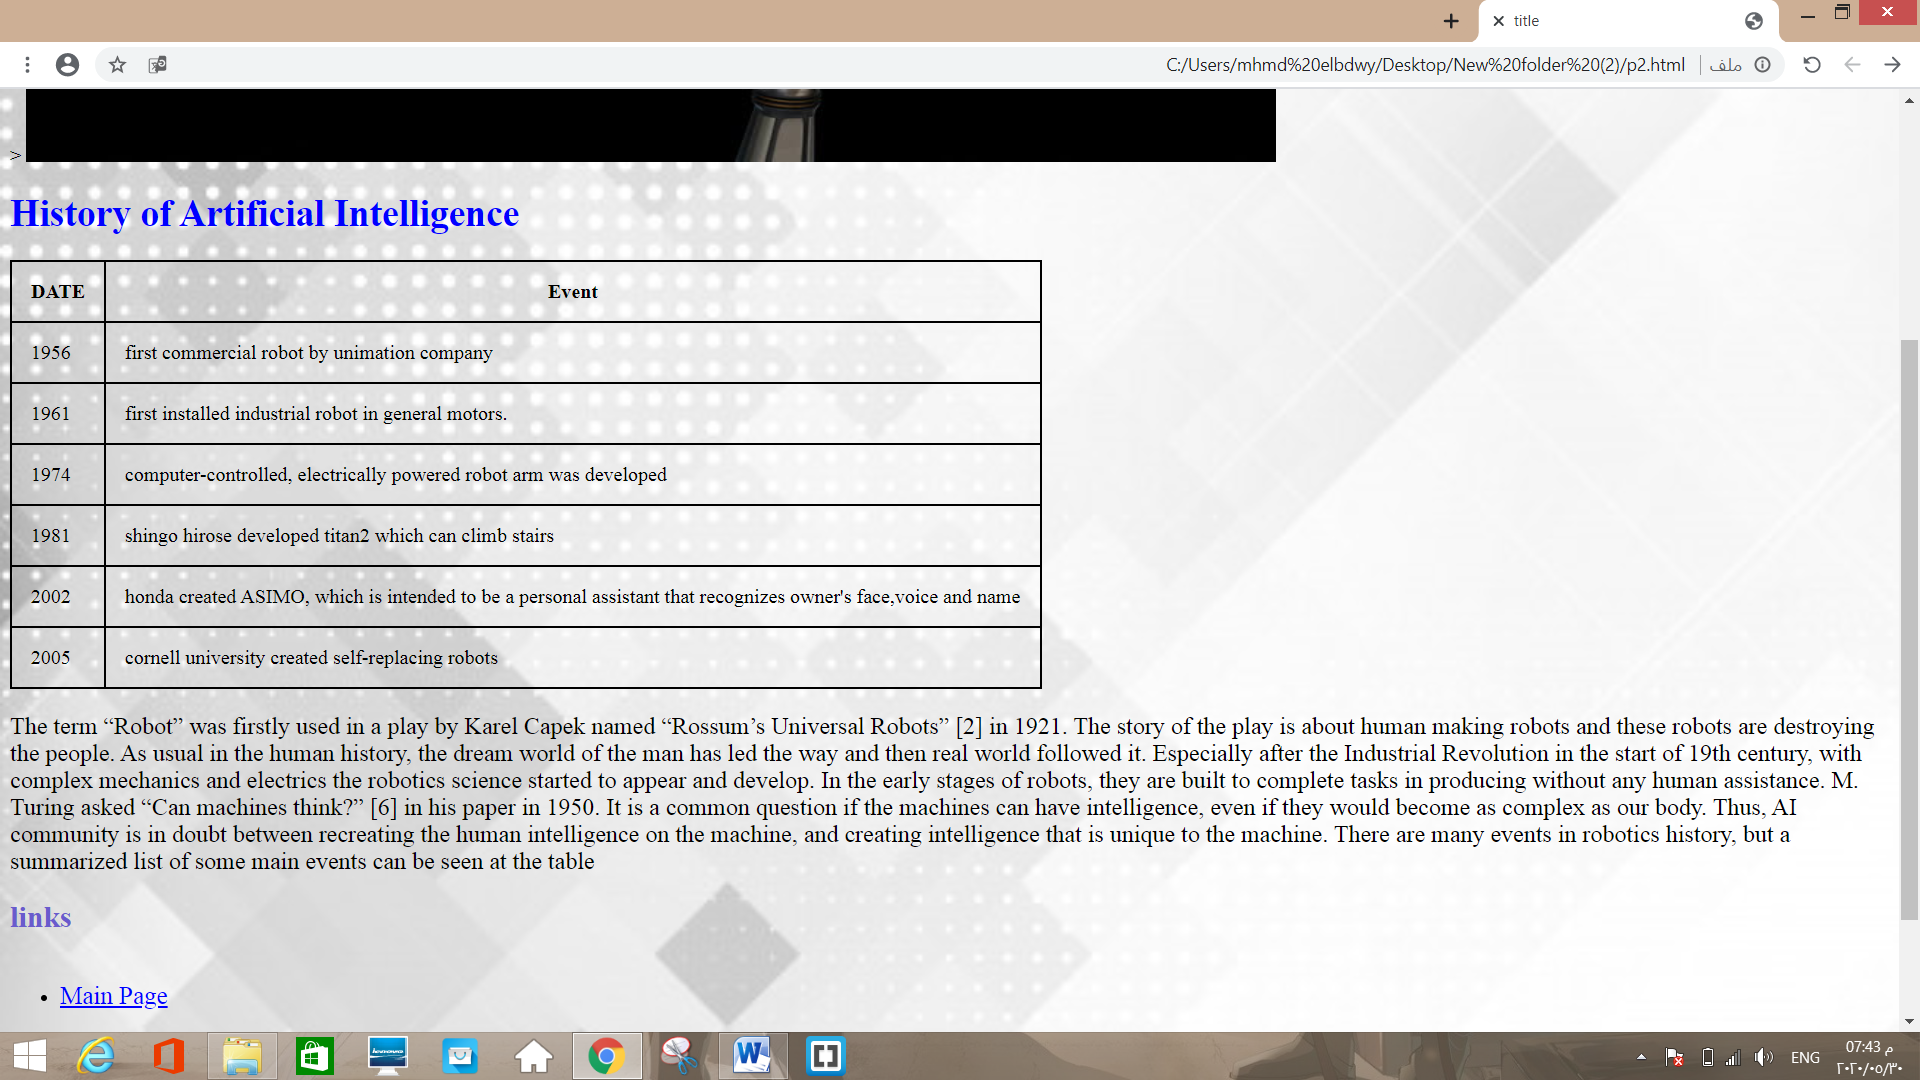 title
C:/Users/mhmd%20elbdwy/Desktop/New%20folder%20(2)/p2.html | ملف
>
History of Artificial Intelligence
DATE Event
1956 first commercial robot by unimation company
1961 first installed industrial robot in general motors.
1974 computer-controlled, electrically powered robot arm was developed
1981 shingo hirose developed titan2 which can climb stairs
2002 honda created ASIMO, which is intended to be a personal assistant that recognizes owner's face,voice and name
2005 cornell university created self-replacing robots
The term “Robot” was firstly used in a play by Karel Capek named “Rossum’s Universal Robots” [2] in 1921. The story of the play is about human making robots and these robots are destroying
the people. As usual in the human history, the dream world of the man has led the way and then real world followed it. Especially after the Industrial Revolution in the start of 19th century, with
complex mechanics and electrics the robotics science started to appear and develop. In the early stages of robots, they are built to complete tasks in producing without any human assistance. M.
Turing asked “Can machines think?” [6] in his paper in 1950. It is a common question if the machines can have intelligence, even if they would become as complex as our body. Thus, AI
community is in doubt between recreating the human intelligence on the machine, and creating intelligence that is unique to the machine. There are many events in robotics history, but a
summarized list of some main events can be seen at the table
links
• Main Page
ENG
07:43 م
٢٠٢٠/٠٥/٣٠